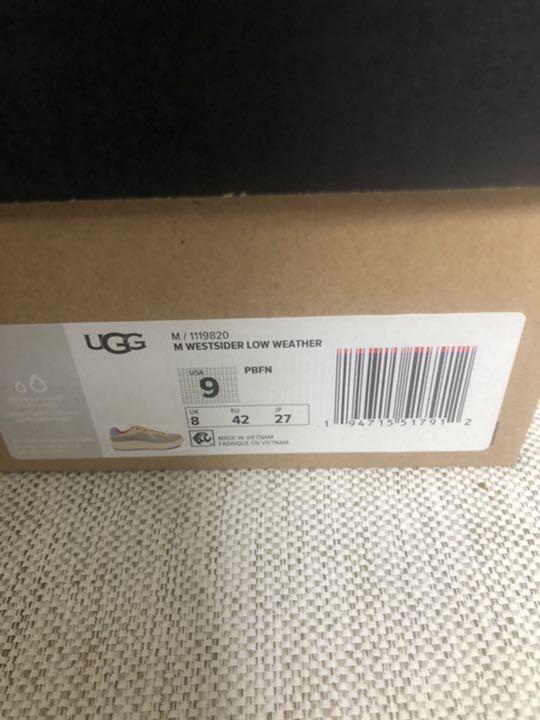 UGG
M / 1119820
M WESTSIDER LOW WEATHER
USA
9
PBFN
UK EU JP
8 42 27
MADE IN VIETNAM
FABRIQUE EN VIETNAM
1 94715 51791 2